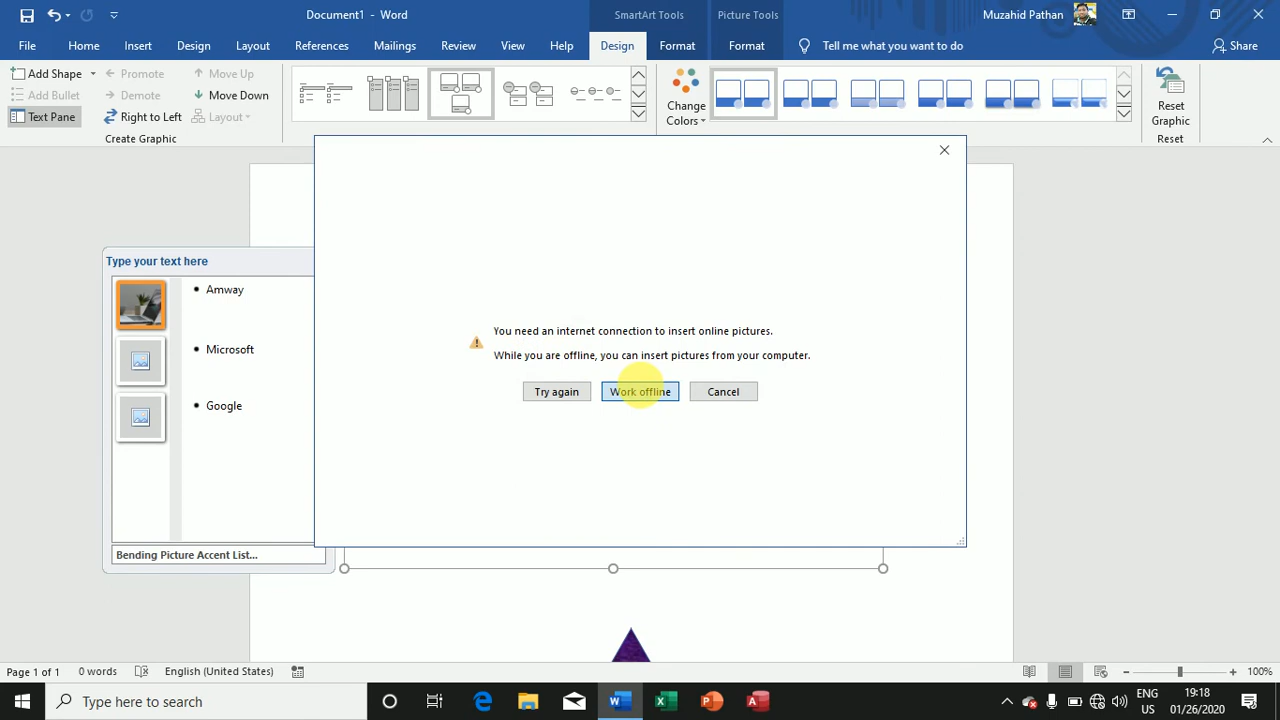 Document1 - Word
SmartArt Tools
Picture Tools
Muzahid Pathan
File
Home
Insert
Design
Layout
References
Mailings
Review
View
Help
Design
Format
Format
Tell me what you want to do
Share
Add Shape
Promote
Move Up
Add Bullet
Demote
Move Down
Text Pane
Right to Left
Layout
Create Graphic
Change
Colors
Reset
Graphic
Reset
You need an internet connection to insert online pictures.
While you are offline, you can insert pictures from your computer.
Try again
Work offline
Cancel
Type your text here
Amway
Microsoft
Google
Bending Picture Accent List...
Page 1 of 1
0 words
English (United States)
100%
Type here to search
ENG
US
19:18
01/26/2020